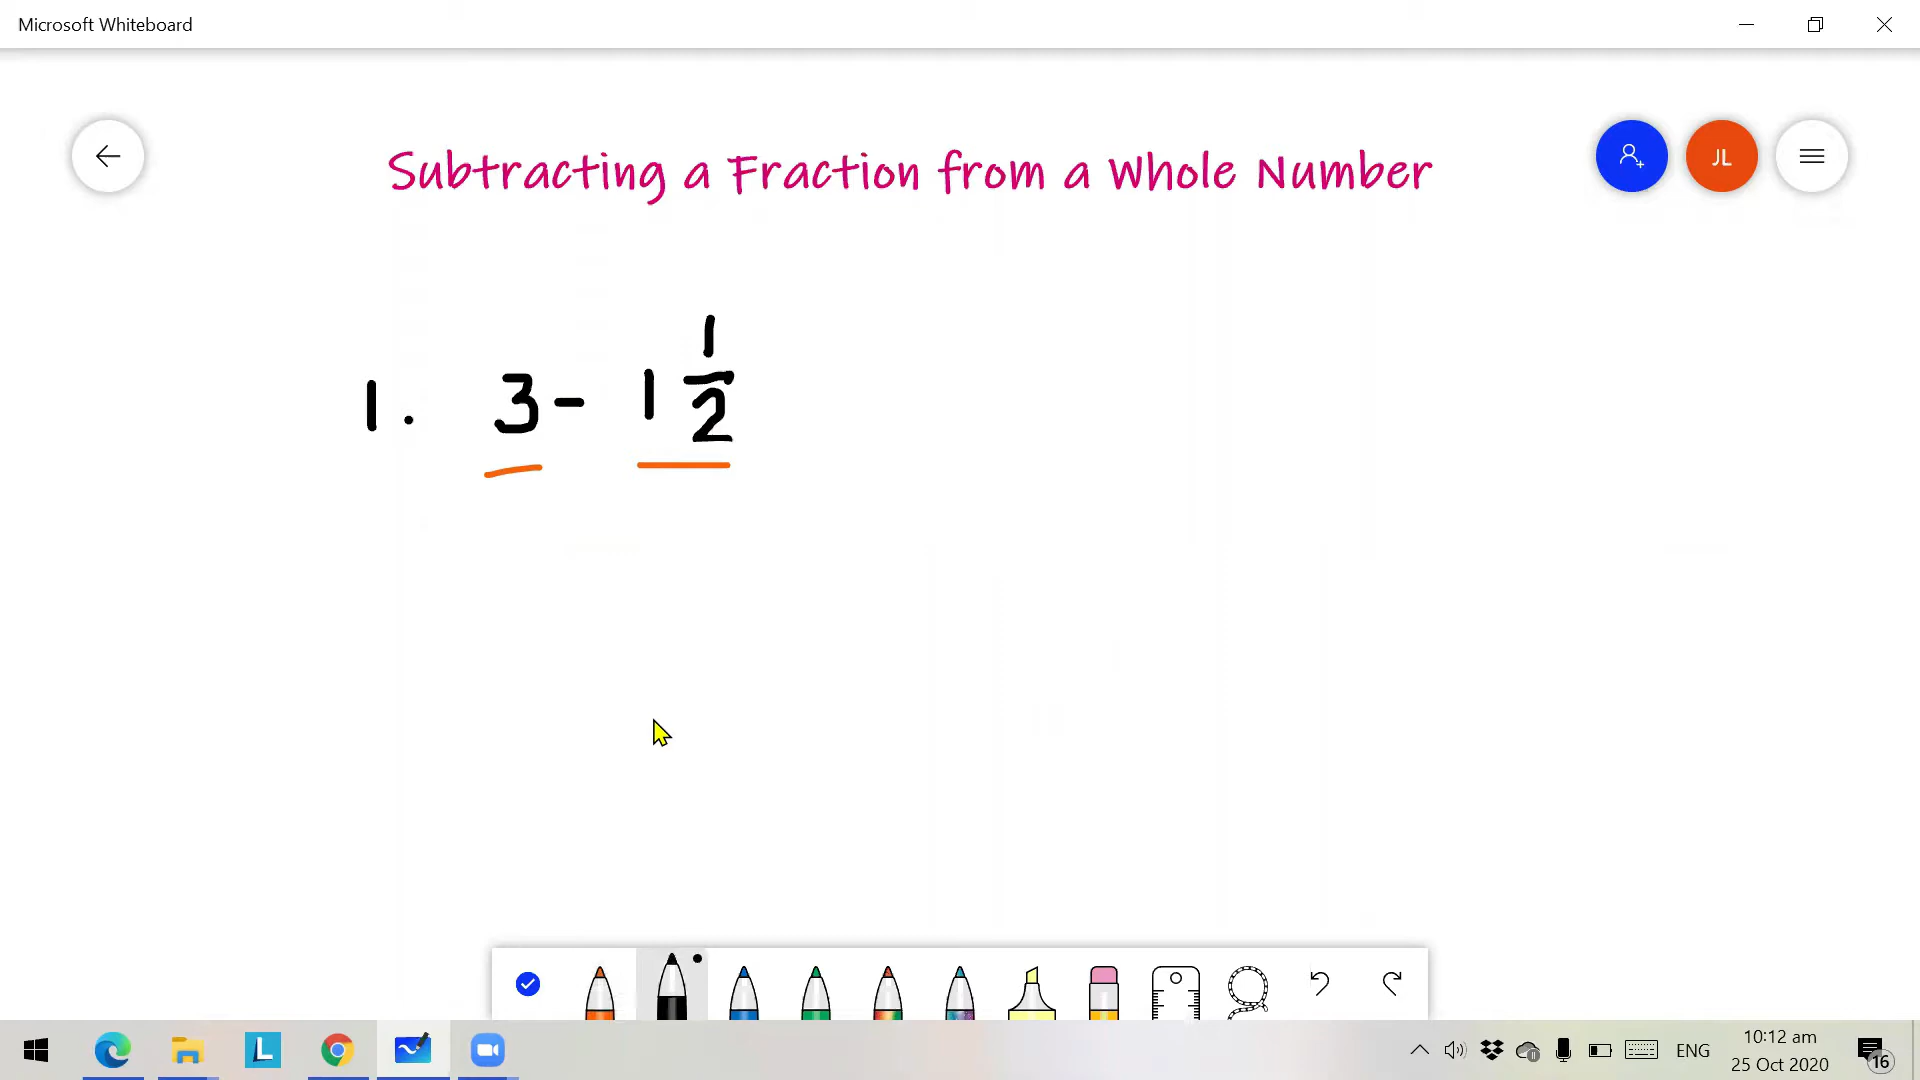 Microsoft Whiteboard
JL
Subtracting a Fraction from a Whole Number
1. 3 - 1 1/2
L
ENG
10:12 am
25 Oct 2020
16